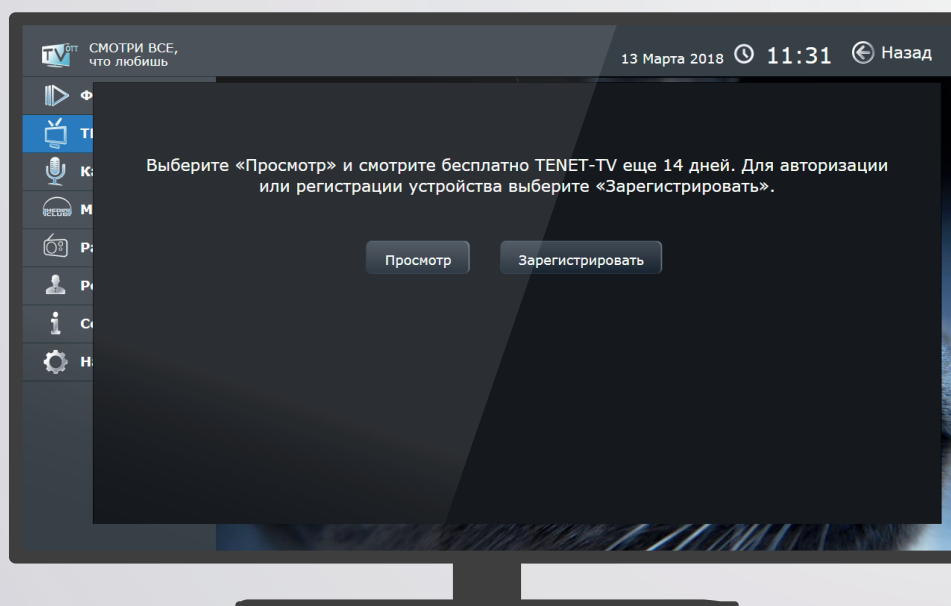 TV OTT
СМОТРИ ВСЕ,
что любишь
13 Марта 2018
11:31
Назад
Выберите «Просмотр» и смотрите бесплатно TENET-TV еще 14 дней. Для авторизации
или регистрации устройства выберите «Зарегистрировать».
Просмотр
Зарегистрировать